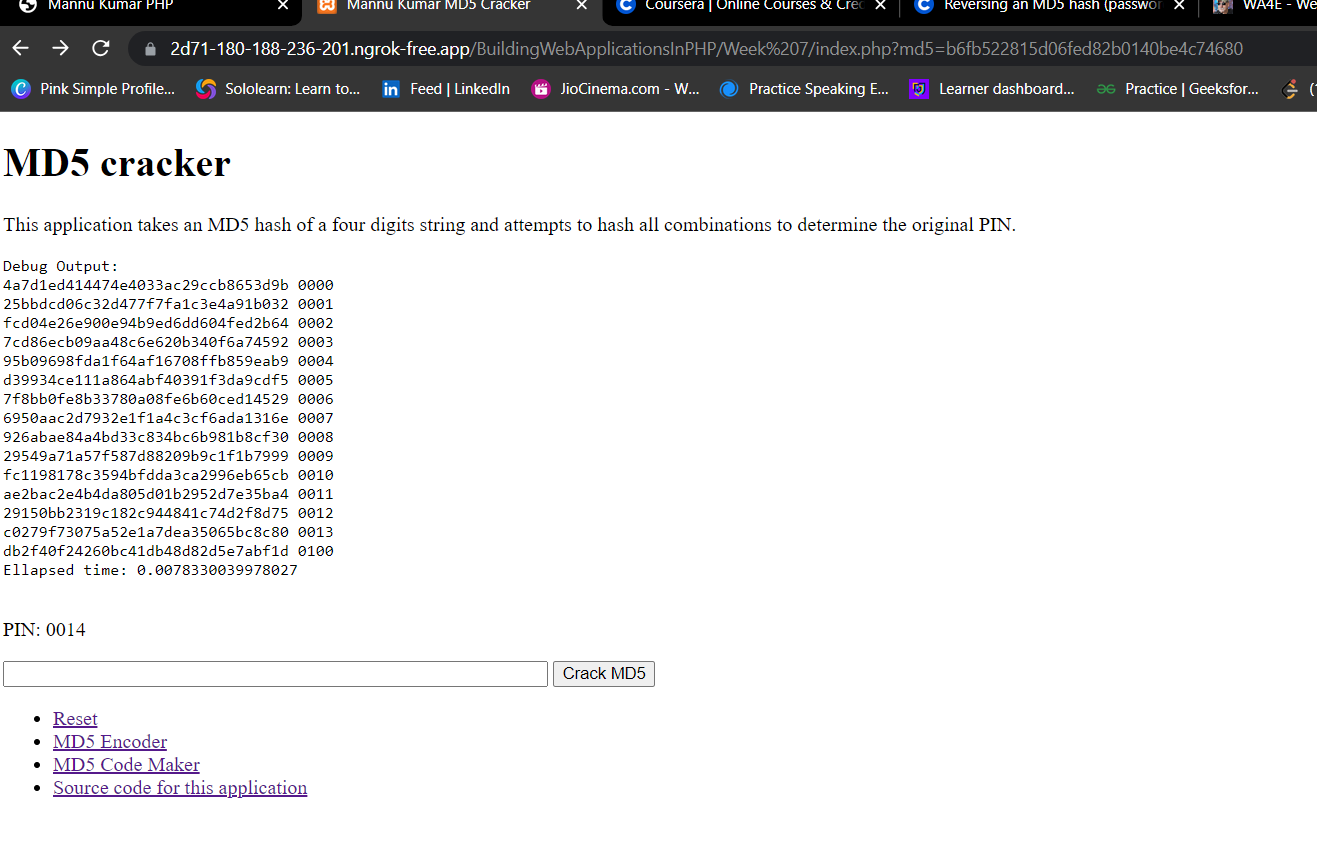 Mannu Kumar PHP
Mannu Kumar MD5 Cracker
Coursera | Online Courses & Cred
Reversing an MD5 hash (passwor
WA4E - We
2d71-180-188-236-201.ngrok-free.app/BuildingWebApplicationsInPHP/Week%207/index.php?md5=b6fb522815d06fed82b0140be4c74680
Pink Simple Profile...
Sololearn: Learn to...
Feed | LinkedIn
JioCinema.com - W...
Practice Speaking E...
Learner dashboard...
Practice | Geeksfor...
MD5 cracker
This application takes an MD5 hash of a four digits string and attempts to hash all combinations to determine the original PIN.
Debug Output:
4a7d1ed414474e4033ac29ccb8653d9b 0000
25bbdcd06c32d477f7fa1c3e4a91b032 0001
fcd04e26e900e94b9ed6dd604fed2b64 0002
7cd86ecb09aa48c6e620b340f6a74592 0003
95b09698fda1f64af16708ffb859eab9 0004
d39934ce111a864abf40391f3da9cdf5 0005
7f8bb0fe8b33780a08fe6b60ced14529 0006
6950aac2d7932e1f1a4c3cf6ada1316e 0007
926abae84a4bd33c834bc6b981b8cf30 0008
29549a71a57f587d88209b9c1f1b7999 0009
fc1198178c3594bfdda3ca2996eb65cb 0010
ae2bac2e4b4da805d01b2952d7e35ba4 0011
29150bb2319c182c944841c74d2f8d75 0012
c0279f73075a52e1a7dea35065bc8c80 0013
db2f40f24260bc41db48d82d5e7abf1d 0100
Ellapsed time: 0.0078330039978027
PIN: 0014
Crack MD5
Reset
MD5 Encoder
MD5 Code Maker
Source code for this application